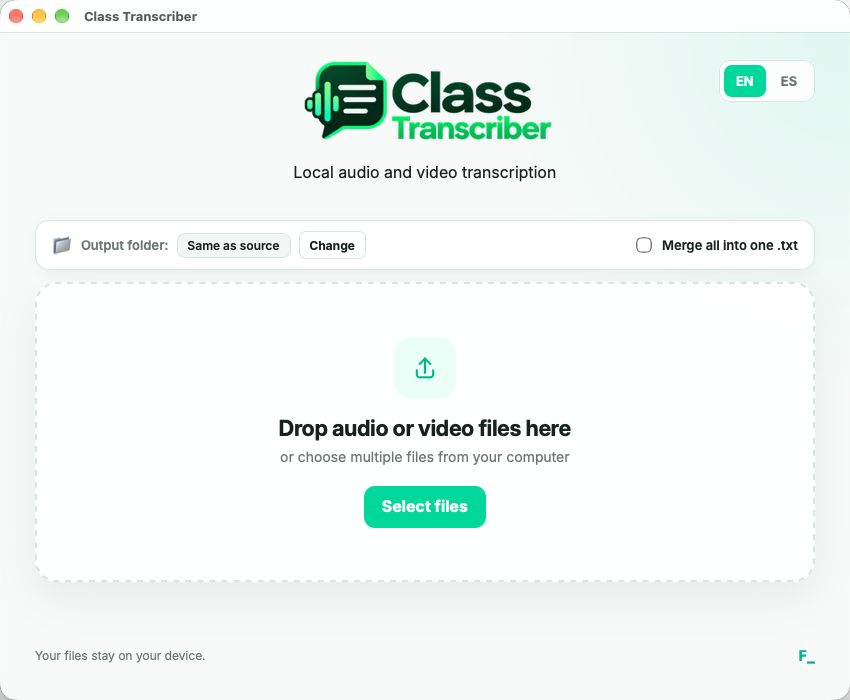 Class Transcriber
Class
Transcriber
EN ES
Local audio and video transcription
Output folder: Same as source Change Merge all into one .txt
Drop audio or video files here
or choose multiple files from your computer
Select files
Your files stay on your device. F_